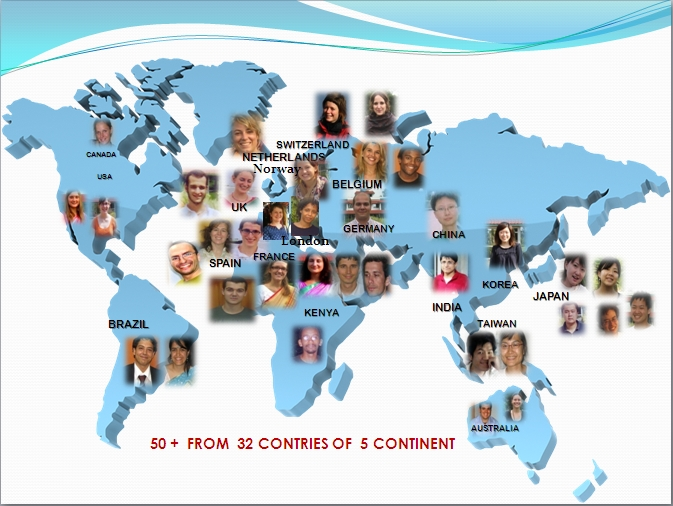 SWITZERLAND
CANADA
NETHERLANDS
Norway
USA
BELGIUM
UK
GERMANY
CHINA
London
FRANCE
SPAIN
KOREA
JAPAN
INDIA
KENYA
BRAZIL
TAIWAN
AUSTRALIA
50 + FROM 32 CONTRIES OF 5 CONTINENT